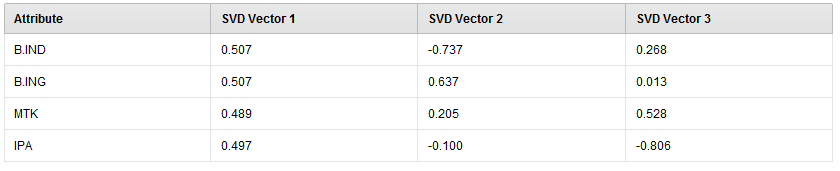 Attribute SVD Vector 1 SVD Vector 2 SVD Vector 3
B.IND 0.507 -0.737 0.268
B.ING 0.507 0.637 0.013
MTK 0.489 0.205 0.528
IPA 0.497 -0.100 -0.806